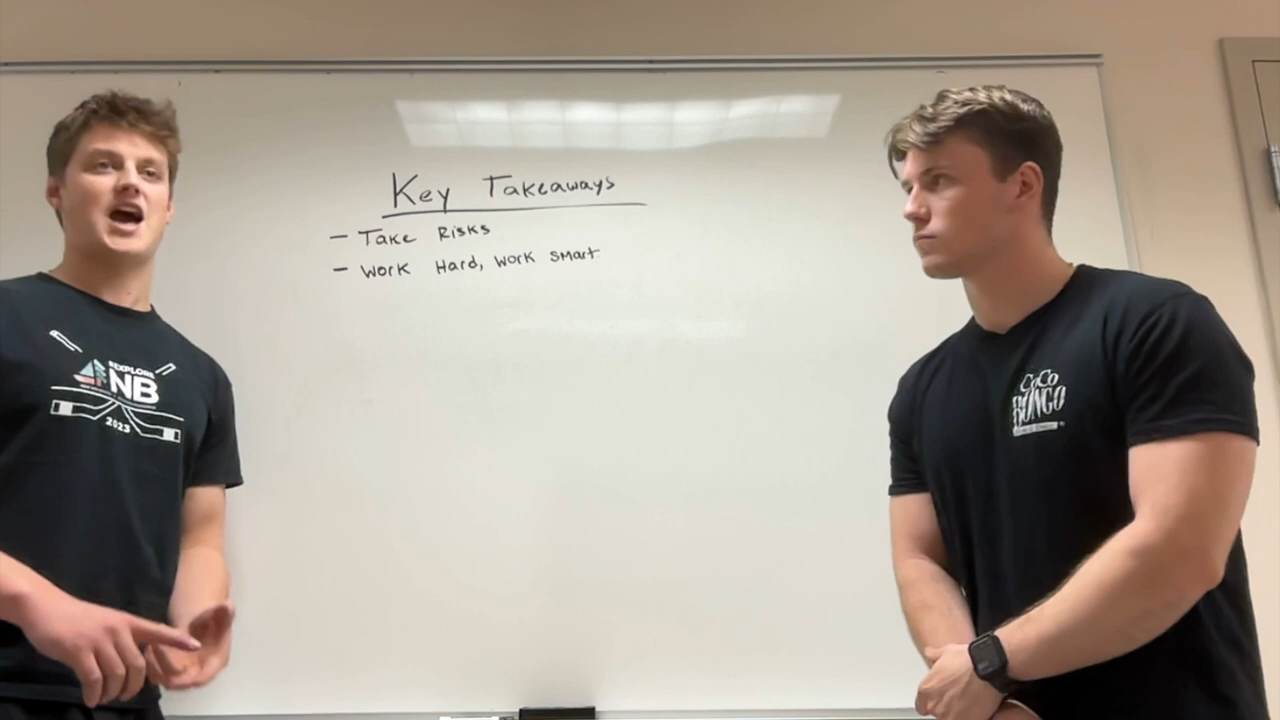 Key Takeaways
- Take Risks
- Work Hard, Work Smart
#EXPLORE
NB
2023
CoCo
BONGO